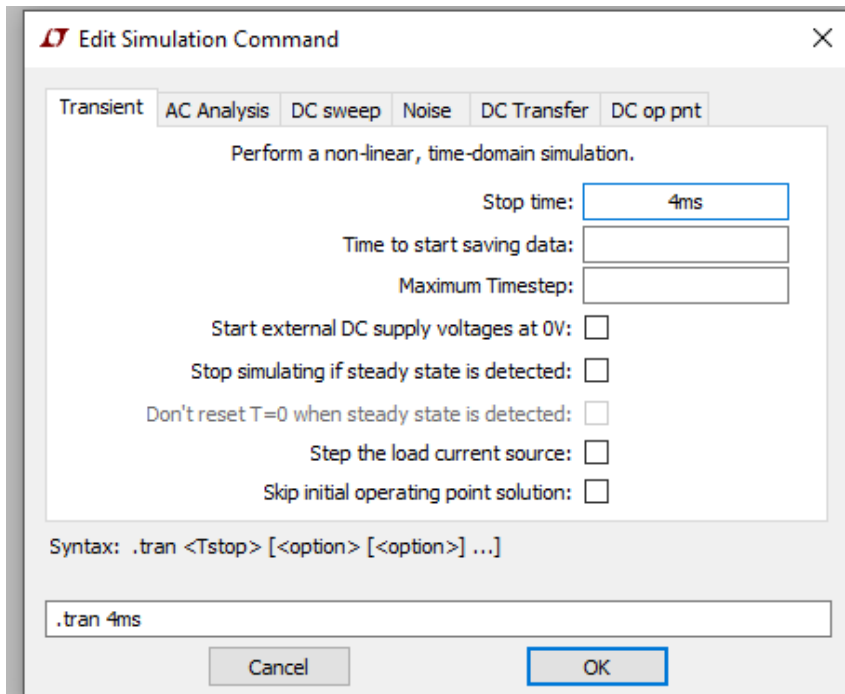 Edit Simulation Command
Transient AC Analysis DC sweep Noise DC Transfer DC op pnt
Perform a non-linear, time-domain simulation.
Stop time: 4ms
Time to start saving data:
Maximum Timestep:
Start external DC supply voltages at 0V:
Stop simulating if steady state is detected:
Don't reset T=0 when steady state is detected:
Step the load current source:
Skip initial operating point solution:
Syntax: .tran <Tstop> [<option> [<option>] ...]
.tran 4ms
Cancel OK